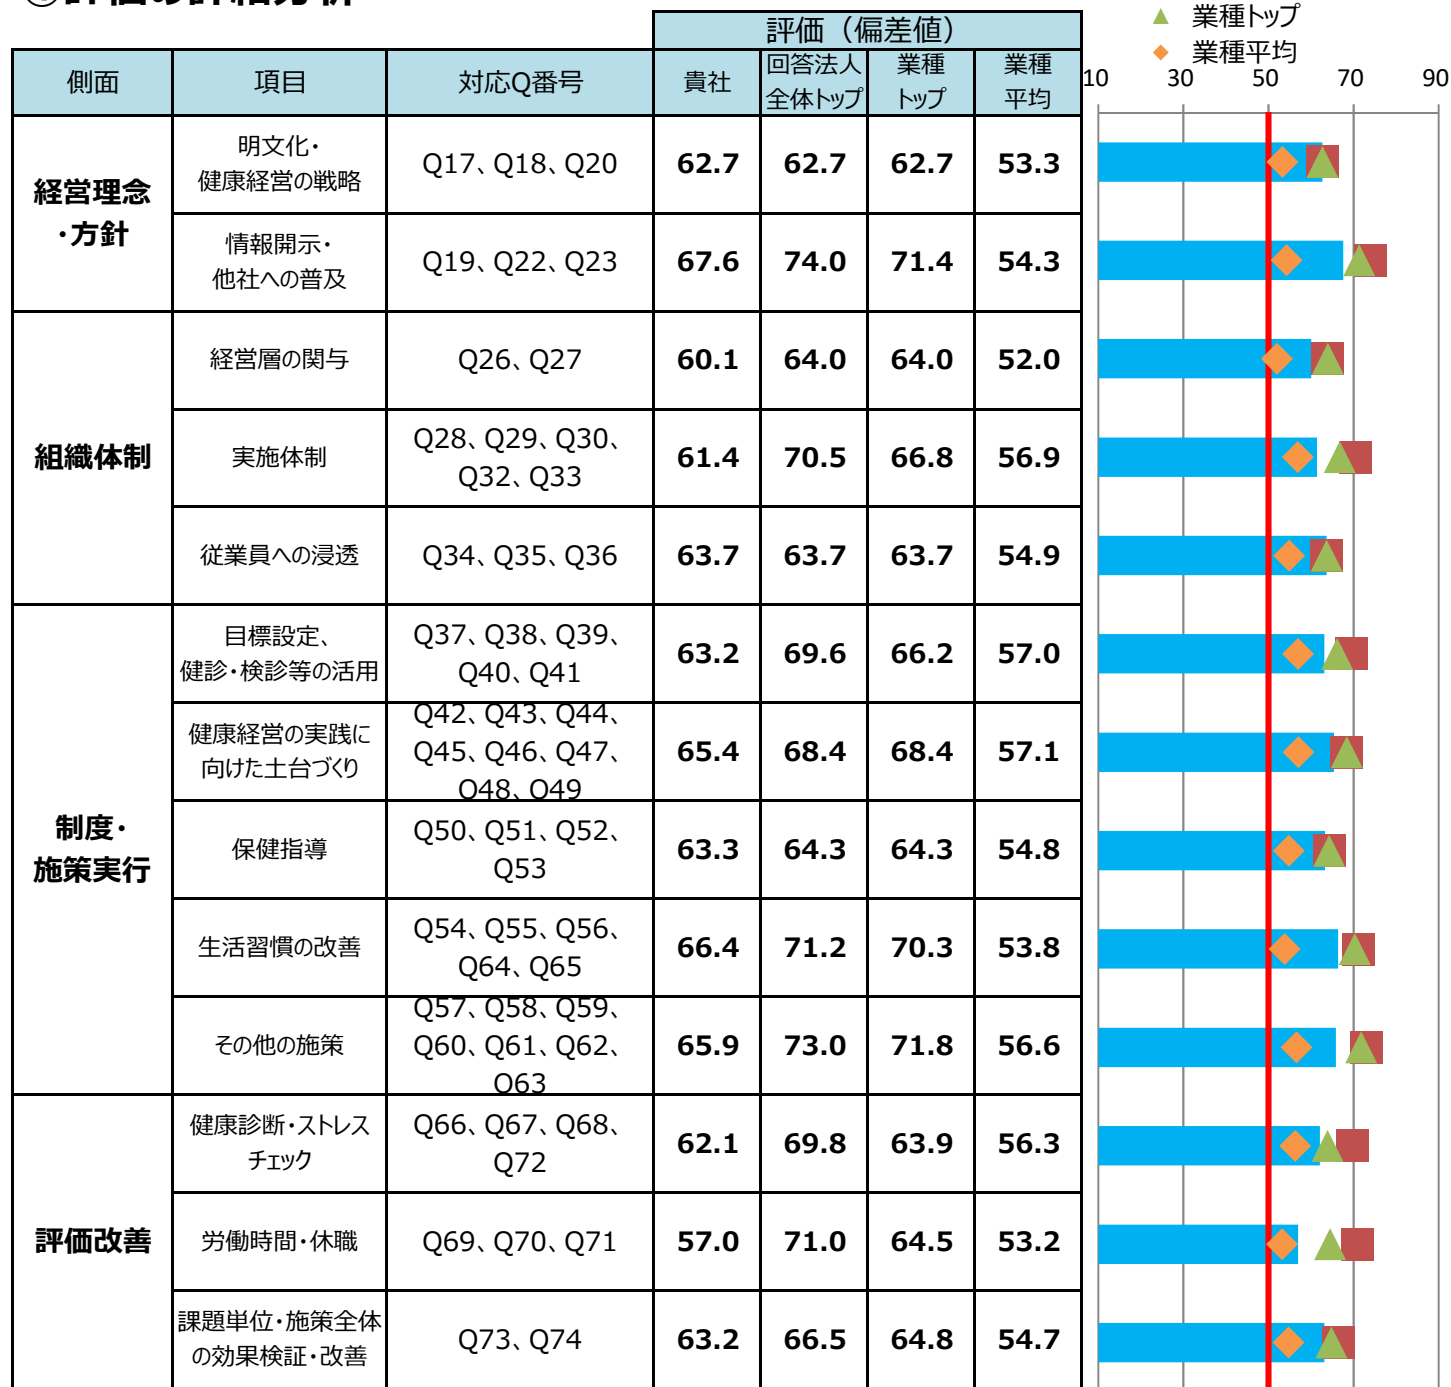 評価の詳細分析
▲ 業種トップ
◆ 業種平均
評価（偏差値）
側面 項目 対応Q番号 貴社 回答法人全体トップ 業種トップ 業種平均
10 30 50 70 90
経営理念・方針
明文化・健康経営の戦略 Q17、Q18、Q20 62.7 62.7 62.7 53.3
情報開示・他社への普及 Q19、Q22、Q23 67.6 74.0 71.4 54.3
組織体制
経営層の関与 Q26、Q27 60.1 64.0 64.0 52.0
実施体制 Q28、Q29、Q30、Q32、Q33 61.4 70.5 66.8 56.9
従業員への浸透 Q34、Q35、Q36 63.7 63.7 63.7 54.9
制度・施策実行
目標設定、健診・検診等の活用 Q37、Q38、Q39、Q40、Q41 63.2 69.6 66.2 57.0
健康経営の実践に向けた土台づくり Q42、Q43、Q44、Q45、Q46、Q47、Q48、Q49 65.4 68.4 68.4 57.1
保健指導 Q50、Q51、Q52、Q53 63.3 64.3 64.3 54.8
生活習慣の改善 Q54、Q55、Q56、Q64、Q65 66.4 71.2 70.3 53.8
その他の施策 Q57、Q58、Q59、Q60、Q61、Q62、Q63 65.9 73.0 71.8 56.6
評価改善
健康診断・ストレスチェック Q66、Q67、Q68、Q72 62.1 69.8 63.9 56.3
労働時間・休職 Q69、Q70、Q71 57.0 71.0 64.5 53.2
課題単位・施策全体の効果検証・改善 Q73、Q74 63.2 66.5 64.8 54.7